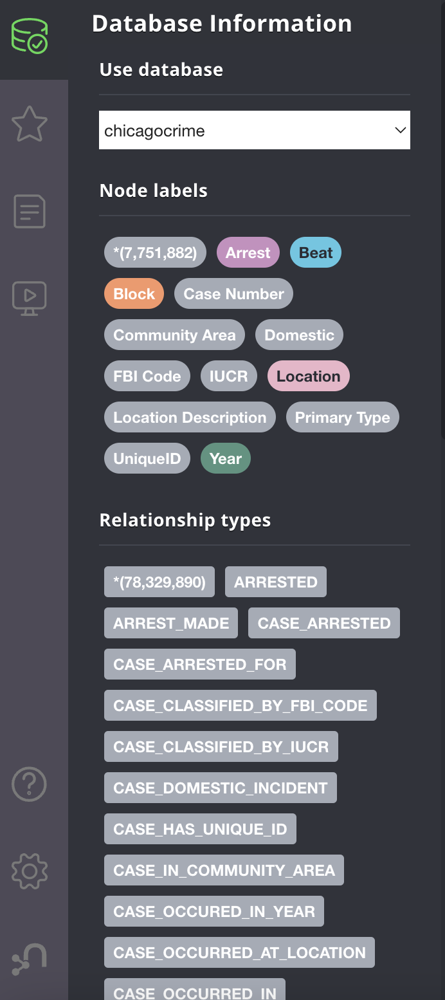 Database Information
Use database
chicagocrime
Node labels
*(7,751,882) Arrest Beat
Block Case Number
Community Area Domestic
FBI Code IUCR Location
Location Description Primary Type
UniqueID Year
Relationship types
*(78,329,890) ARRESTED
ARREST_MADE CASE_ARRESTED
CASE_ARRESTED_FOR
CASE_CLASSIFIED_BY_FBI_CODE
CASE_CLASSIFIED_BY_IUCR
CASE_DOMESTIC_INCIDENT
CASE_HAS_UNIQUE_ID
CASE_IN_COMMUNITY_AREA
CASE_OCCURED_IN_YEAR
CASE_OCCURRED_AT_LOCATION
CASE_OCCURRED_IN